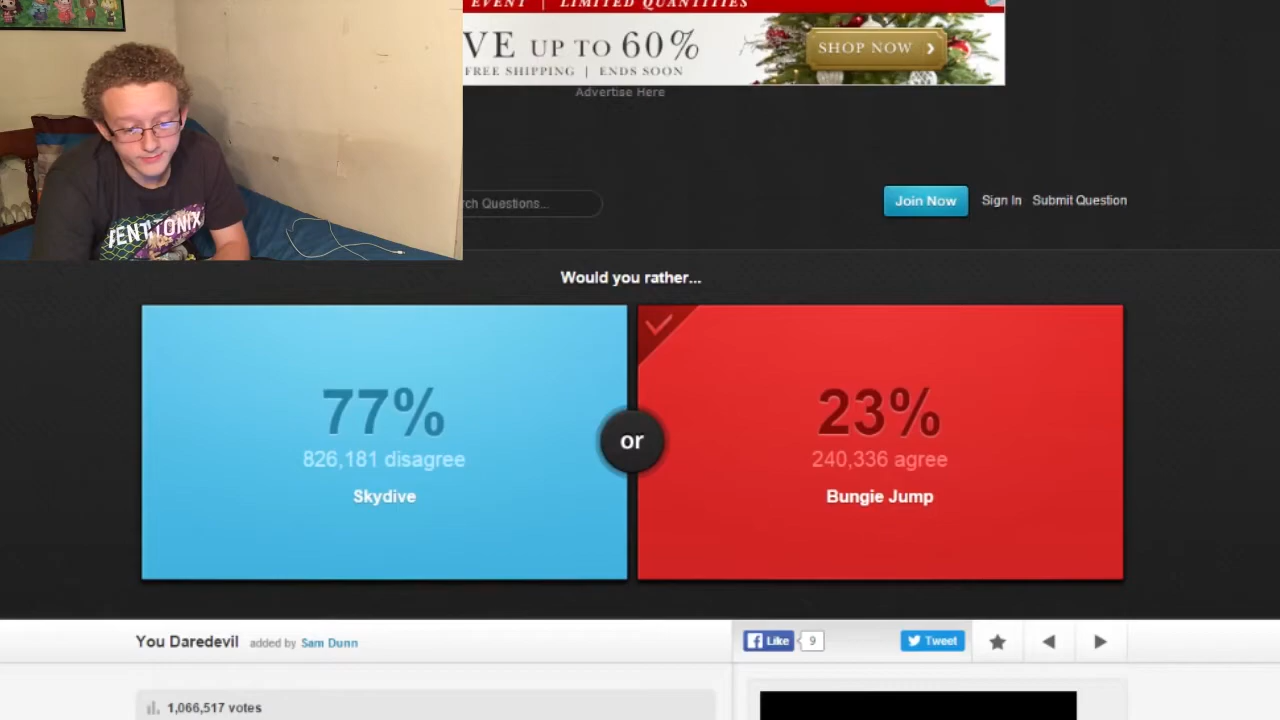 EVENT | LIMITED QUANTITIES
VE UP TO 60%
SHOP NOW
FREE SHIPPING | ENDS SOON
Advertise Here
rch Questions...
Join Now
Sign In
Submit Question
Would you rather...
77%
826,181 disagree
Skydive
or
23%
240,336 agree
Bungie Jump
You Daredevil added by Sam Dunn
Like
9
Tweet
1,066,517 votes